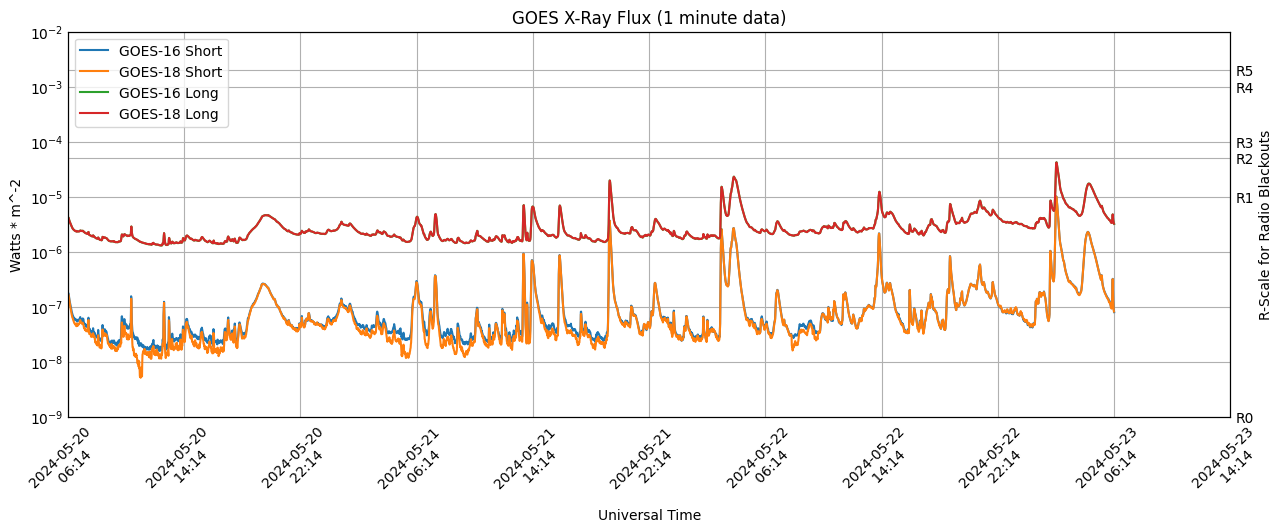 GOES X-Ray Flux (1 minute data)
GOES-16 Short
GOES-18 Short
GOES-16 Long
GOES-18 Long
Watts * m^-2
10^-2
10^-3
10^-4
10^-5
10^-6
10^-7
10^-8
10^-9
R5
R4
R3
R2
R1
R0
R-Scale for Radio Blackouts
2024-05-20
06:14
2024-05-20
14:14
2024-05-20
22:14
2024-05-21
06:14
2024-05-21
14:14
2024-05-21
22:14
2024-05-22
06:14
2024-05-22
14:14
2024-05-22
22:14
2024-05-23
06:14
2024-05-23
14:14
Universal Time